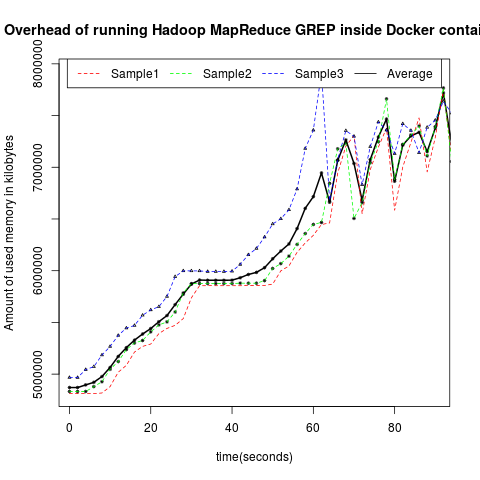 Overhead of running Hadoop MapReduce GREP inside Docker contai
Sample1 Sample2 Sample3 Average
Amount of used memory in kilobytes
8000000
7000000
6000000
5000000
0 20 40 60 80
time(seconds)